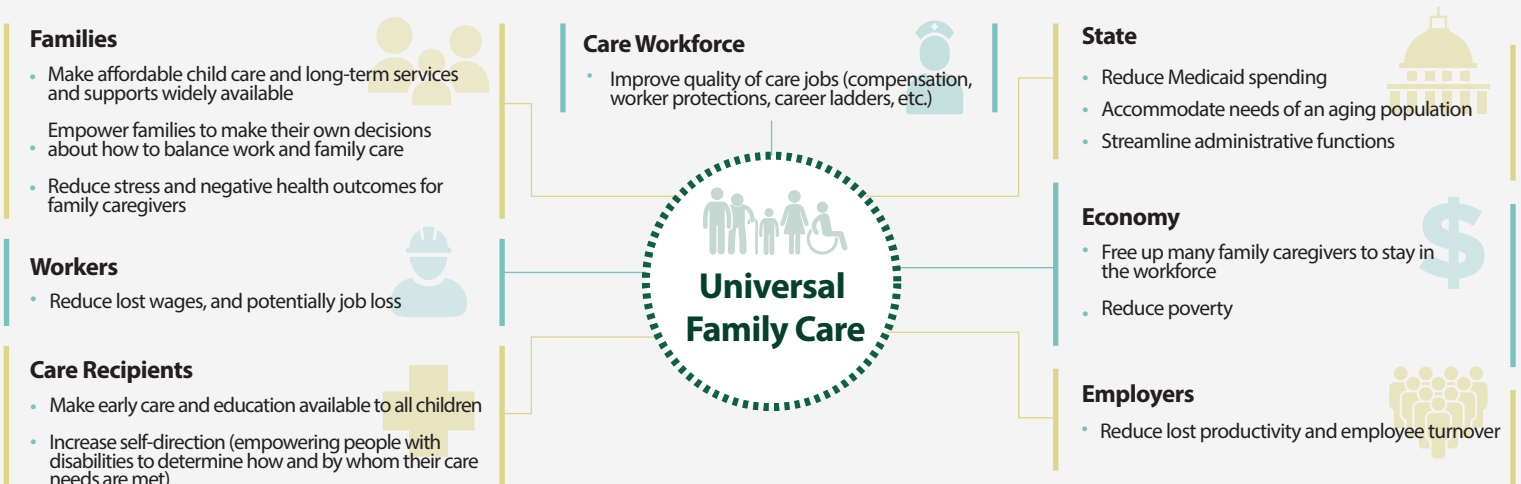 Families
• Make affordable child care and long-term services
and supports widely available
Empower families to make their own decisions
• about how to balance work and family care
• Reduce stress and negative health outcomes for
family caregivers
Workers
• Reduce lost wages, and potentially job loss
Care Recipients
• Make early care and education available to all children
• Increase self-direction (empowering people with
disabilities to determine how and by whom their care
needs are met)
Care Workforce
• Improve quality of care jobs (compensation,
worker protections, career ladders, etc.)
Universal
Family Care
State
• Reduce Medicaid spending
• Accommodate needs of an aging population
• Streamline administrative functions
Economy
• Free up many family caregivers to stay in
the workforce
• Reduce poverty
$
Employers
• Reduce lost productivity and employee turnover